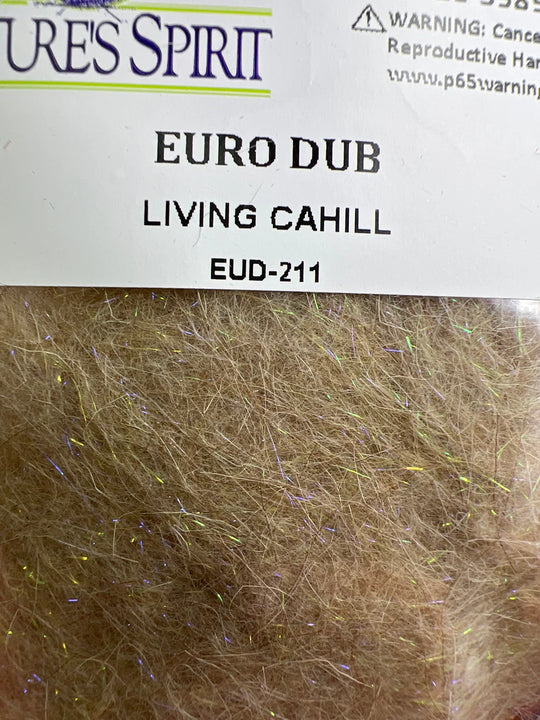 URE'S SPIRIT
WARNING: Cance
Reproductive Har
www.p65warning
EURO DUB
LIVING CAHILL
EUD-211